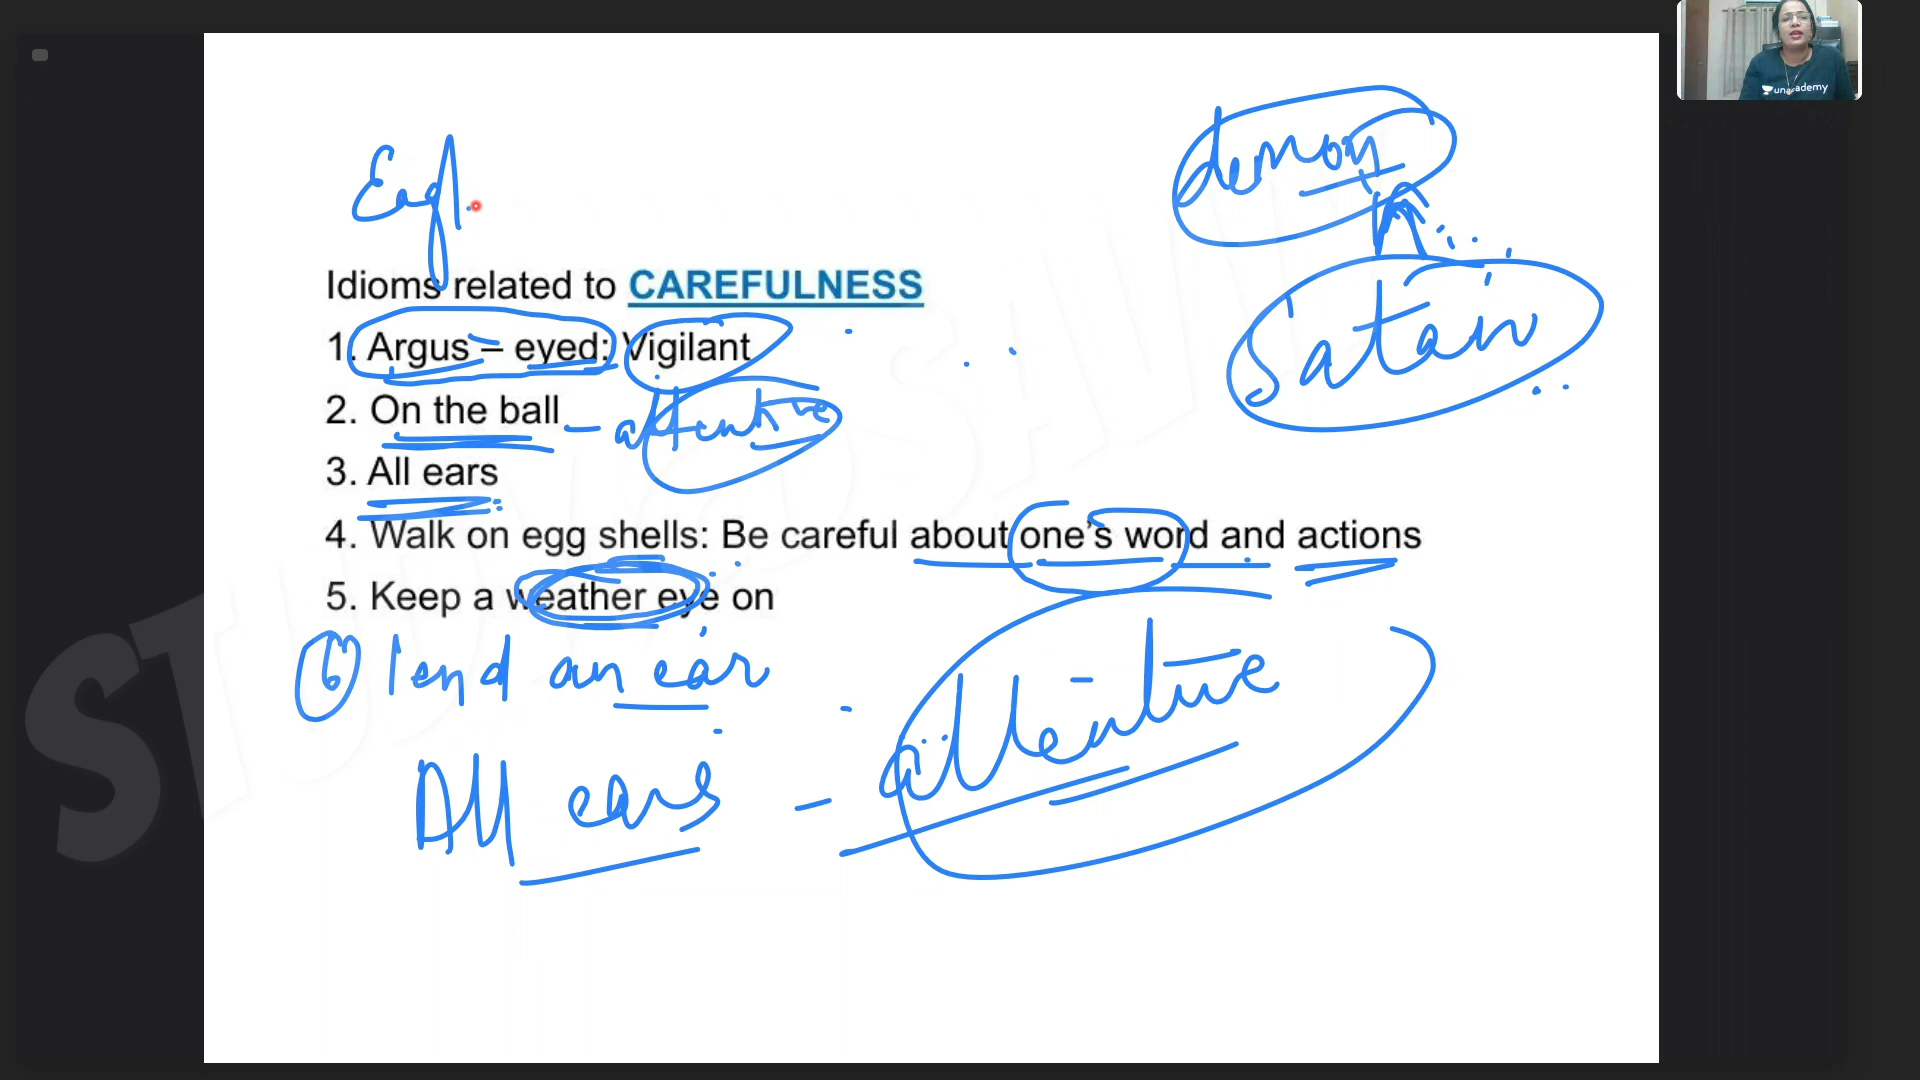 unacademy
demon
Eagl
Idioms related to CAREFULNESS
1. Argus – eyed: Vigilant
Satan
2. On the ball – attentive
3. All ears
4. Walk on egg shells: Be careful about one's word and actions
5. Keep a weather eye on
6 lend an ear
All ears – attentive